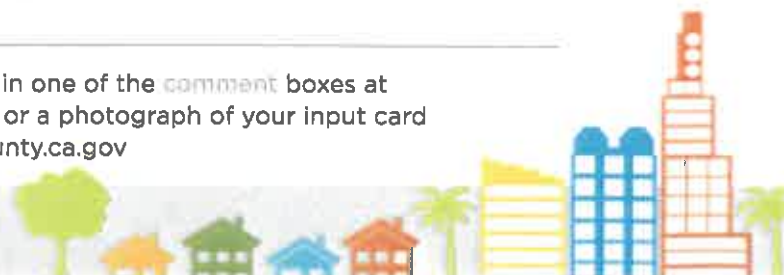 in one of the comment boxes at
or a photograph of your input card
unty.ca.gov